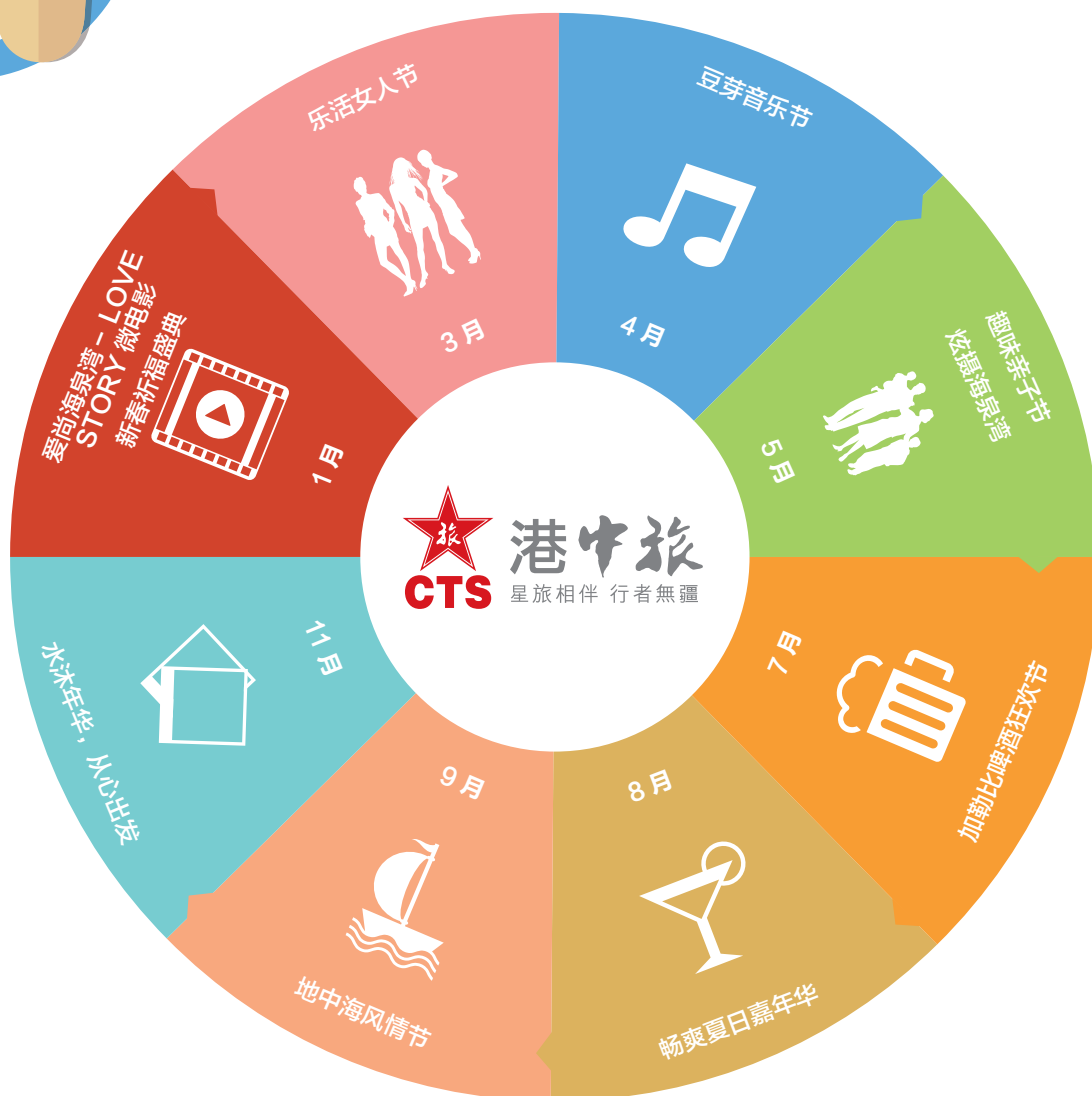 爱尚海泉湾 – LOVE
STORY 微电影
新春祈福盛典
1 月
乐活女人节
3 月
豆芽音乐节
4 月
趣味亲子节
炫摄海泉湾
5 月
加勒比啤酒狂欢节
7 月
畅爽夏日嘉年华
8 月
地中海风情节
9 月
水沐年华，从心出发
11 月
旅
CTS
港中旅
星旅相伴 行者無疆